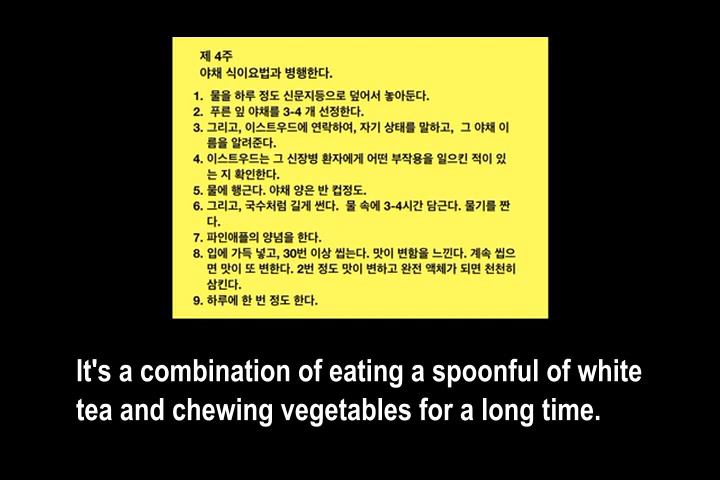 제 4주
야채 식이요법과 병행한다.
1. 물을 하루 정도 신문지등으로 덮어서 놓아둔다.
2. 푸른 잎 야채를 3-4 개 선정한다.
3. 그리고, 이스트우드에 연락하여, 자기 상태를 말하고, 그 야채 이
름을 알려준다.
4. 이스트우드는 그 신장병 환자에게 어떤 부작용을 일으킨 적이 있
는 지 확인한다.
5. 물에 행군다. 야채 양은 반 컵정도.
6. 그리고, 국수처럼 길게 썬다. 물 속에 3-4시간 담근다. 물기를 짠
다.
7. 파인애플의 양념을 한다.
8. 입에 가득 넣고, 30번 이상 씹는다. 맛이 변함을 느낀다. 계속 씹으
면 맛이 또 변한다. 2번 정도 맛이 변하고 완전 액체가 되면 천천히
삼킨다.
9. 하루에 한 번 정도 한다.
It's a combination of eating a spoonful of white
tea and chewing vegetables for a long time.